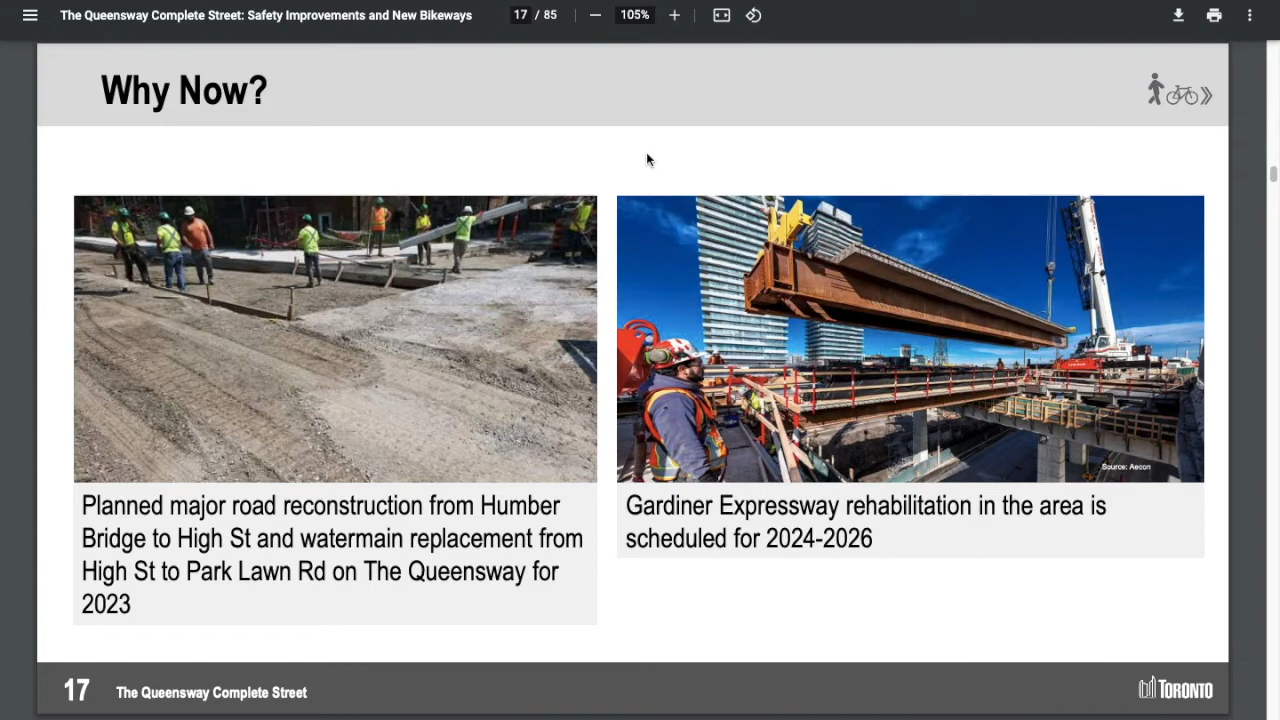 The Queensway Complete Street: Safety Improvements and New Bikeways
17 / 85
105%
Why Now?
Source: Aecon
Planned major road reconstruction from Humber
Bridge to High St and watermain replacement from
High St to Park Lawn Rd on The Queensway for
2023
Gardiner Expressway rehabilitation in the area is
scheduled for 2024-2026
17
The Queensway Complete Street
TORONTO